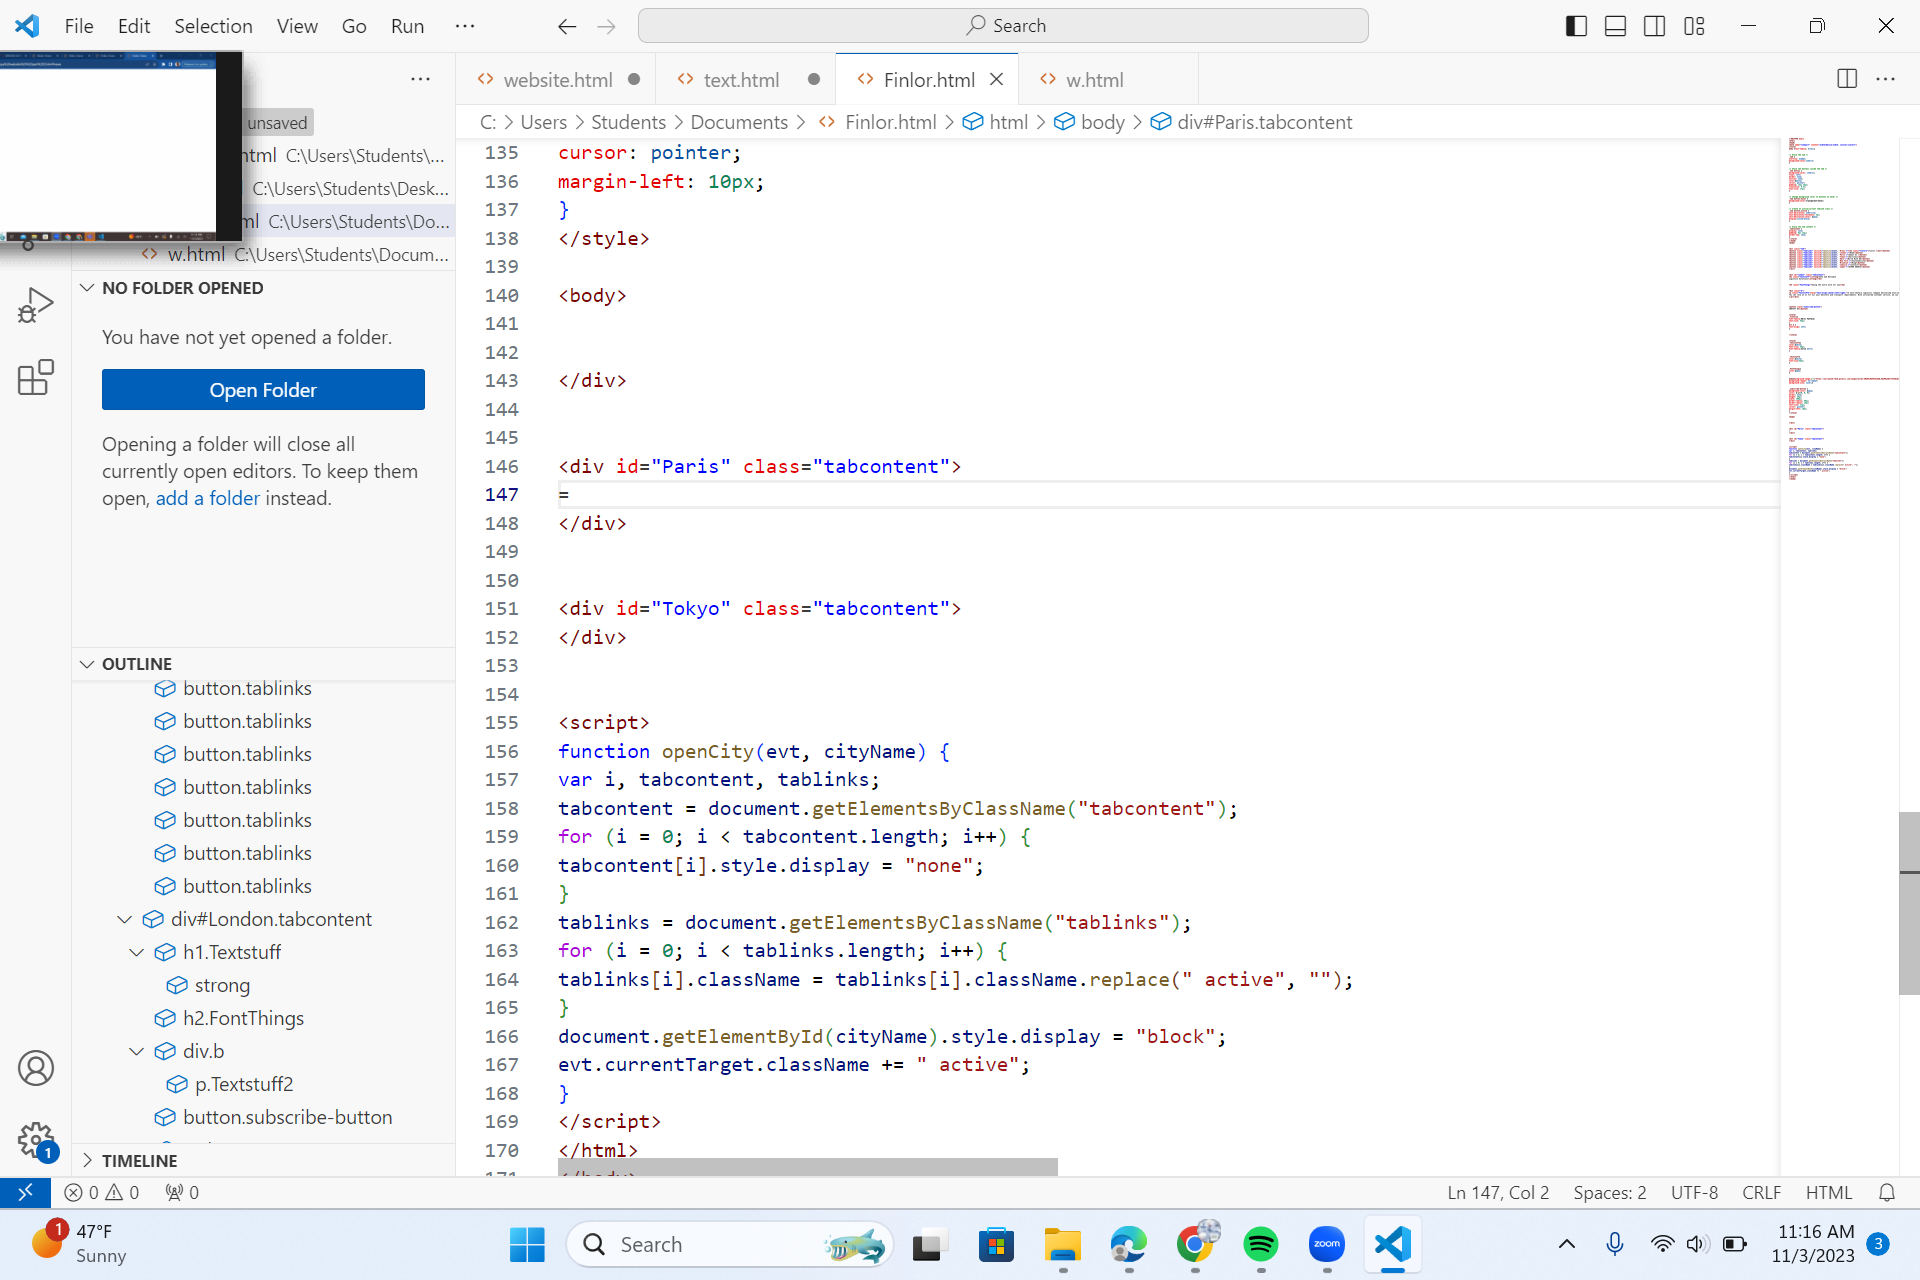 File Edit Selection View Go Run ...
Search
website.html
text.html
Finlor.html
w.html
unsaved
html C:\Users\Students\...
C:\Users\Students\Desk...
ml C:\Users\Students\Do...
w.html C:\Users\Students\Docum...
NO FOLDER OPENED
You have not yet opened a folder.
Open Folder
Opening a folder will close all
currently open editors. To keep them
open, add a folder instead.
OUTLINE
button.tablinks
button.tablinks
button.tablinks
button.tablinks
button.tablinks
button.tablinks
button.tablinks
div#London.tabcontent
h1.Textstuff
strong
h2.FontThings
div.b
p.Textstuff2
button.subscribe-button
TIMELINE
C: > Users > Students > Documents > Finlor.html > html > body > div#Paris.tabcontent
135 cursor: pointer;
136 margin-left: 10px;
137 }
138 </style>
139
140 <body>
141
142
143 </div>
144
145
146 <div id="Paris" class="tabcontent">
147 =
148 </div>
149
150
151 <div id="Tokyo" class="tabcontent">
152 </div>
153
154
155 <script>
156 function openCity(evt, cityName) {
157 var i, tabcontent, tablinks;
158 tabcontent = document.getElementsByClassName("tabcontent");
159 for (i = 0; i < tabcontent.length; i++) {
160 tabcontent[i].style.display = "none";
161 }
162 tablinks = document.getElementsByClassName("tablinks");
163 for (i = 0; i < tablinks.length; i++) {
164 tablinks[i].className = tablinks[i].className.replace(" active", "");
165 }
166 document.getElementById(cityName).style.display = "block";
167 evt.currentTarget.className += " active";
168 }
169 </script>
170 </html>
1
0 0 0
Ln 147, Col 2 Spaces: 2 UTF-8 CRLF HTML
1
47°F
Sunny
Search
zoom
11:16 AM
11/3/2023
3